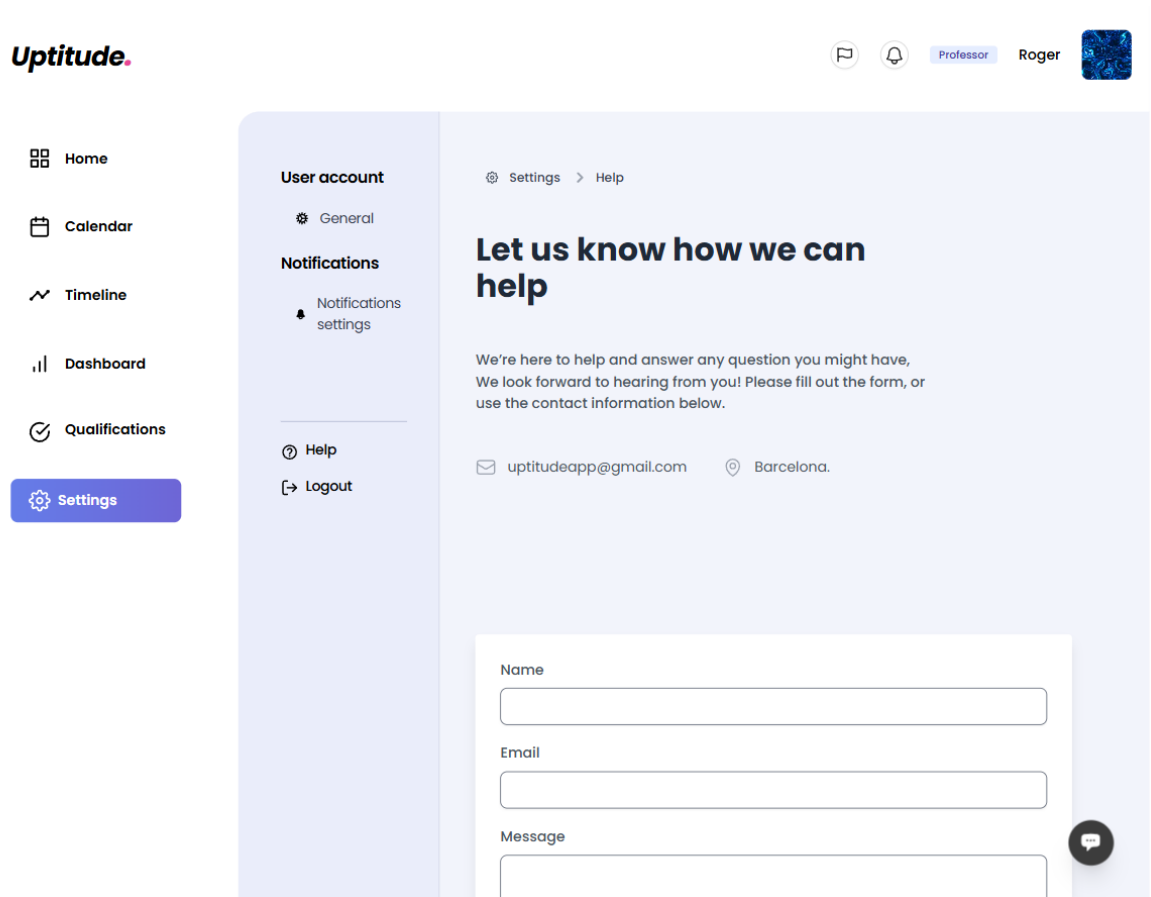 Uptitude.
Professor
Roger
Home
Calendar
Timeline
Dashboard
Qualifications
Settings
User account
General
Notifications
Notifications
settings
Help
Logout
Settings > Help
Let us know how we can
help
We’re here to help and answer any question you might have,
We look forward to hearing from you! Please fill out the form, or
use the contact information below.
uptitudeapp@gmail.com
Barcelona.
Name
Email
Message